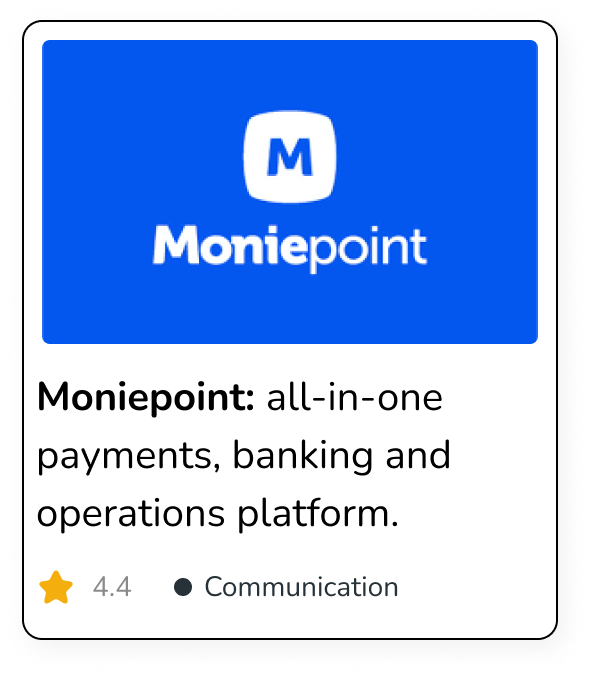 M
Moniepoint
Moniepoint: all-in-one
payments, banking and
operations platform.
4.4 ● Communication